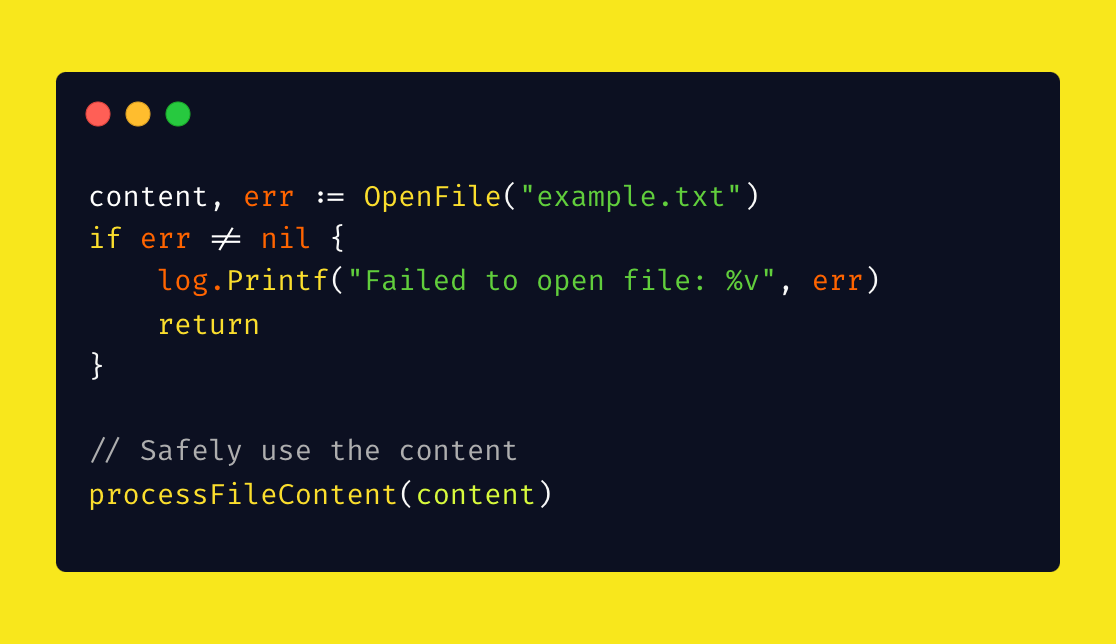 content, err := OpenFile("example.txt")
if err != nil {
    log.Printf("Failed to open file: %v", err)
    return
}

// Safely use the content
processFileContent(content)